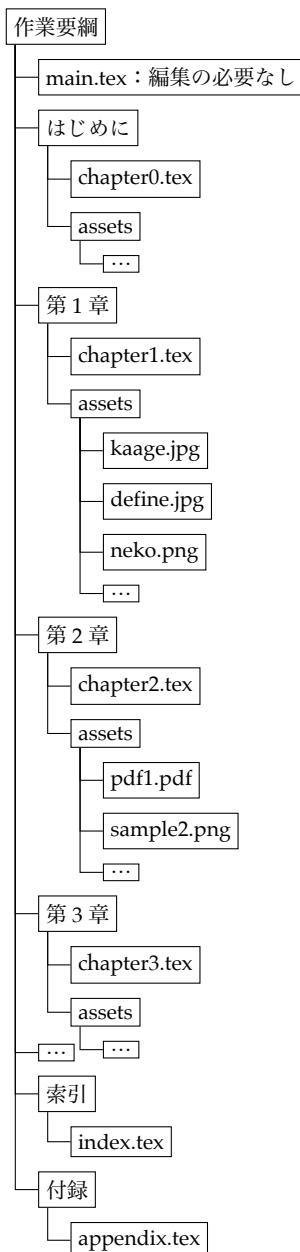 作業要綱
main.tex：編集の必要なし
はじめに
chapter0.tex
assets
…
第 1 章
chapter1.tex
assets
kaage.jpg
define.jpg
neko.png
…
第 2 章
chapter2.tex
assets
pdf1.pdf
sample2.png
…
第 3 章
chapter3.tex
assets
…
…
索引
index.tex
付録
appendix.tex